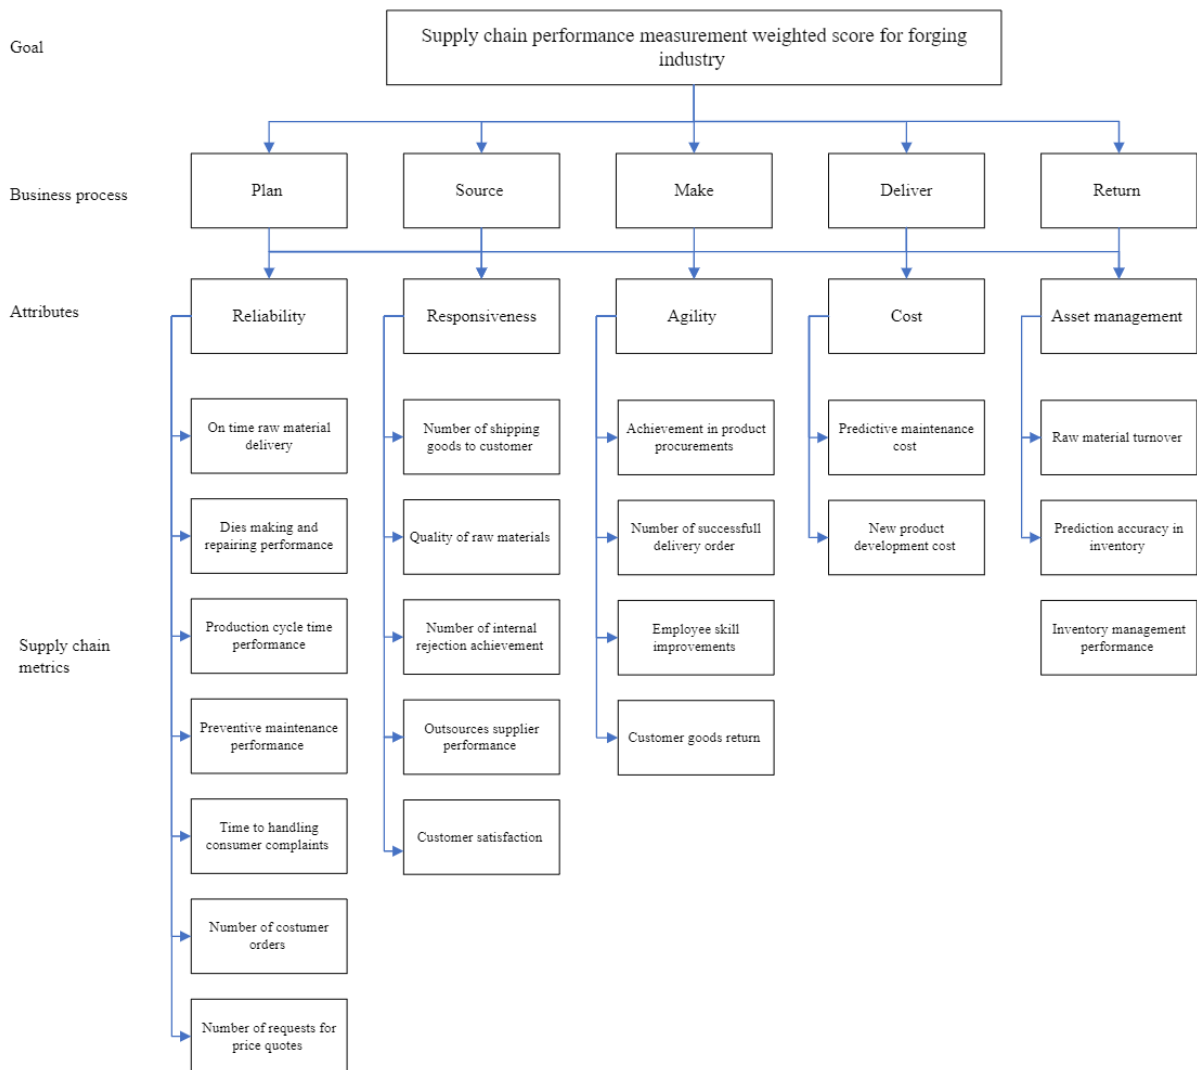 Goal
Supply chain performance measurement weighted score for forging
industry
Business process
Plan
Source
Make
Deliver
Return
Attributes
Reliability
Responsiveness
Agility
Cost
Asset management
Supply chain
metrics
On time raw material
delivery
Dies making and
repairing performance
Production cycle time
performance
Preventive maintenance
performance
Time to handling
consumer complaints
Number of costumer
orders
Number of requests for
price quotes
Number of shipping
goods to customer
Quality of raw materials
Number of internal
rejection achievement
Outsources supplier
performance
Customer satisfaction
Achievement in product
procurements
Number of successfull
delivery order
Employee skill
improvements
Customer goods return
Predictive maintenance
cost
New product
development cost
Raw material turnover
Prediction accuracy in
inventory
Inventory management
performance